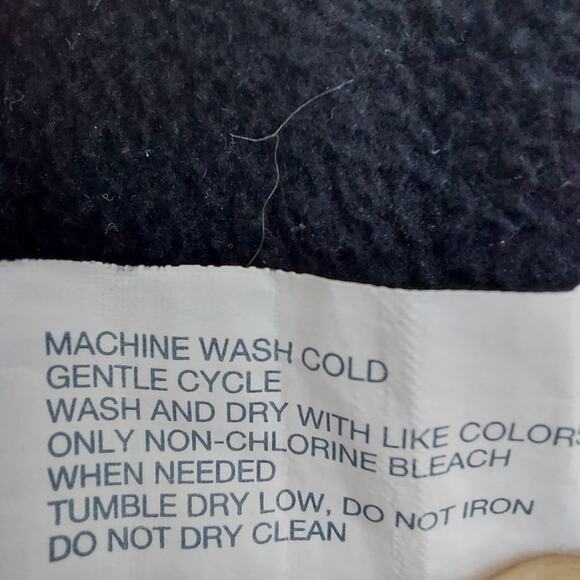 MACHINE WASH COLD
GENTLE CYCLE
WASH AND DRY WITH LIKE COLORS
ONLY NON-CHLORINE BLEACH
WHEN NEEDED
TUMBLE DRY LOW, DO NOT IRON
DO NOT DRY CLEAN